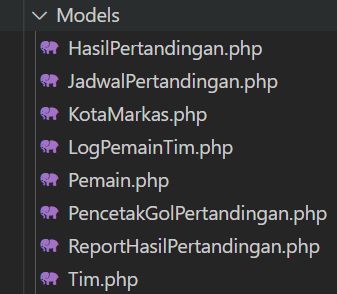 Models
HasilPertandingan.php
JadwalPertandingan.php
KotaMarkas.php
LogPemainTim.php
Pemain.php
PencetakGolPertandingan.php
ReportHasilPertandingan.php
Tim.php